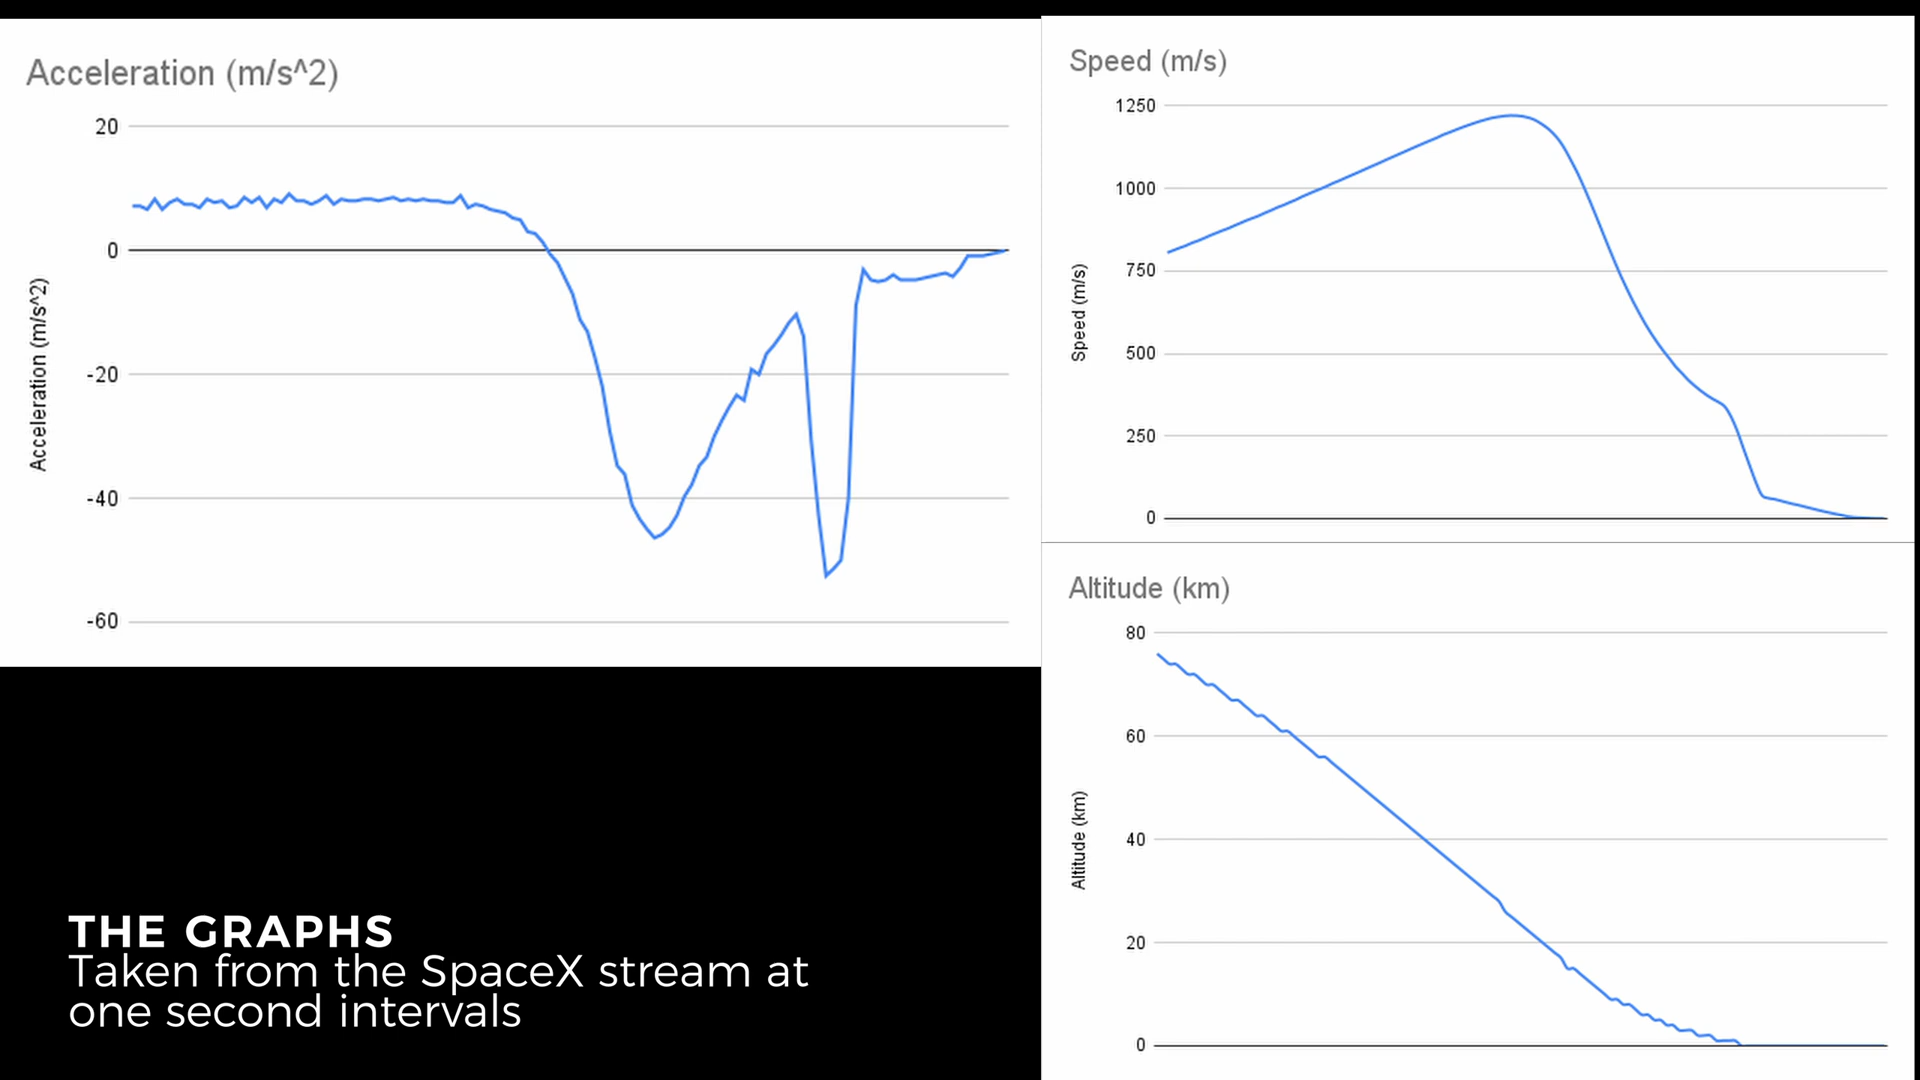 Acceleration (m/s^2)
20
0
-20
-40
-60
Acceleration (m/s^2)
Speed (m/s)
1250
1000
750
500
250
0
Speed (m/s)
Altitude (km)
80
60
40
20
0
Altitude (km)
THE GRAPHS
Taken from the SpaceX stream at
one second intervals